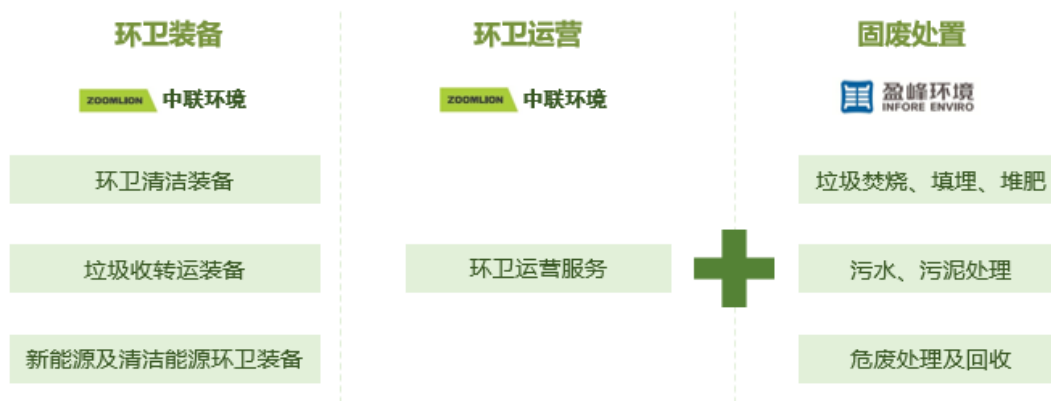 环卫装备
环卫运营
固废处置
ZOOMLION 中联环境
ZOOMLION 中联环境
盈峰环境
INFORE ENVIRO
环卫清洁装备
垃圾焚烧、填埋、堆肥
垃圾收转运装备
环卫运营服务
污水、污泥处理
新能源及清洁能源环卫装备
危废处理及回收